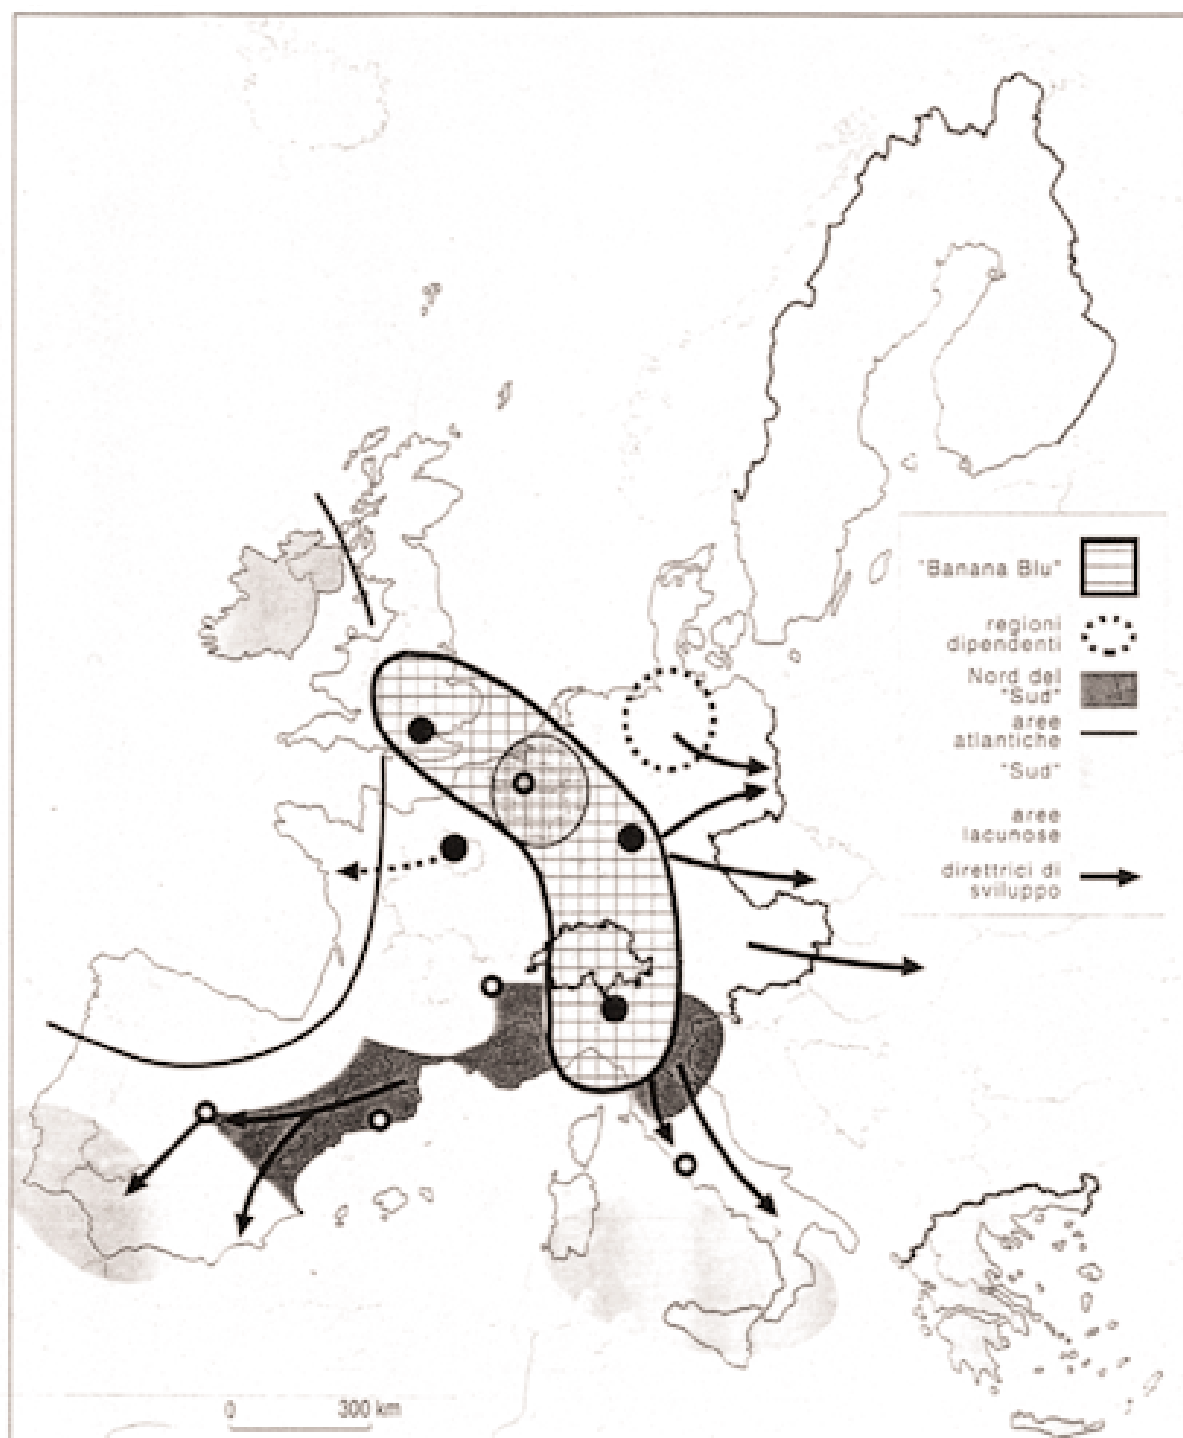 "Banana Blu"
regioni
dipendenti
Nord del
"Sud"
aree
atlantiche
"Sud"
aree
lacunose
direttrici di
sviluppo
0 300 km